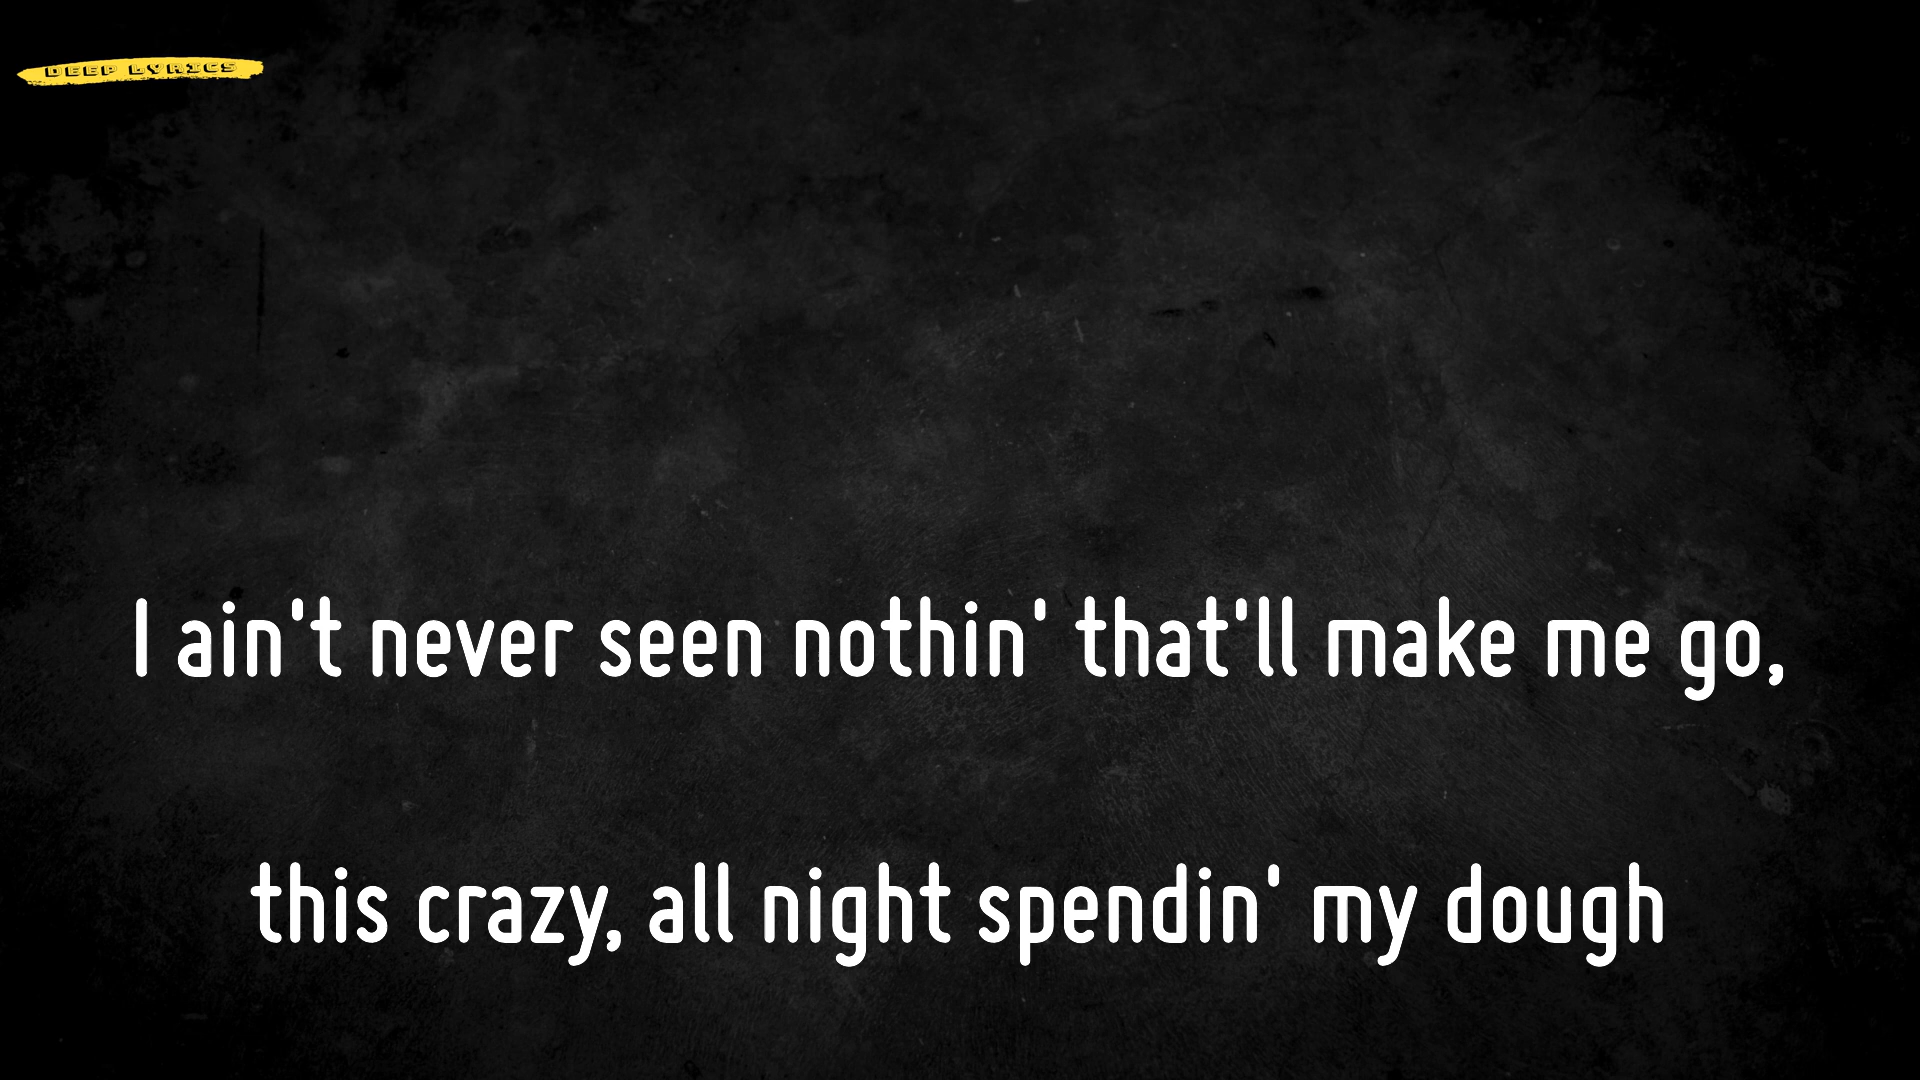 DEEP LYRICS
I ain't never seen nothin' that'll make me go,
this crazy, all night spendin' my dough